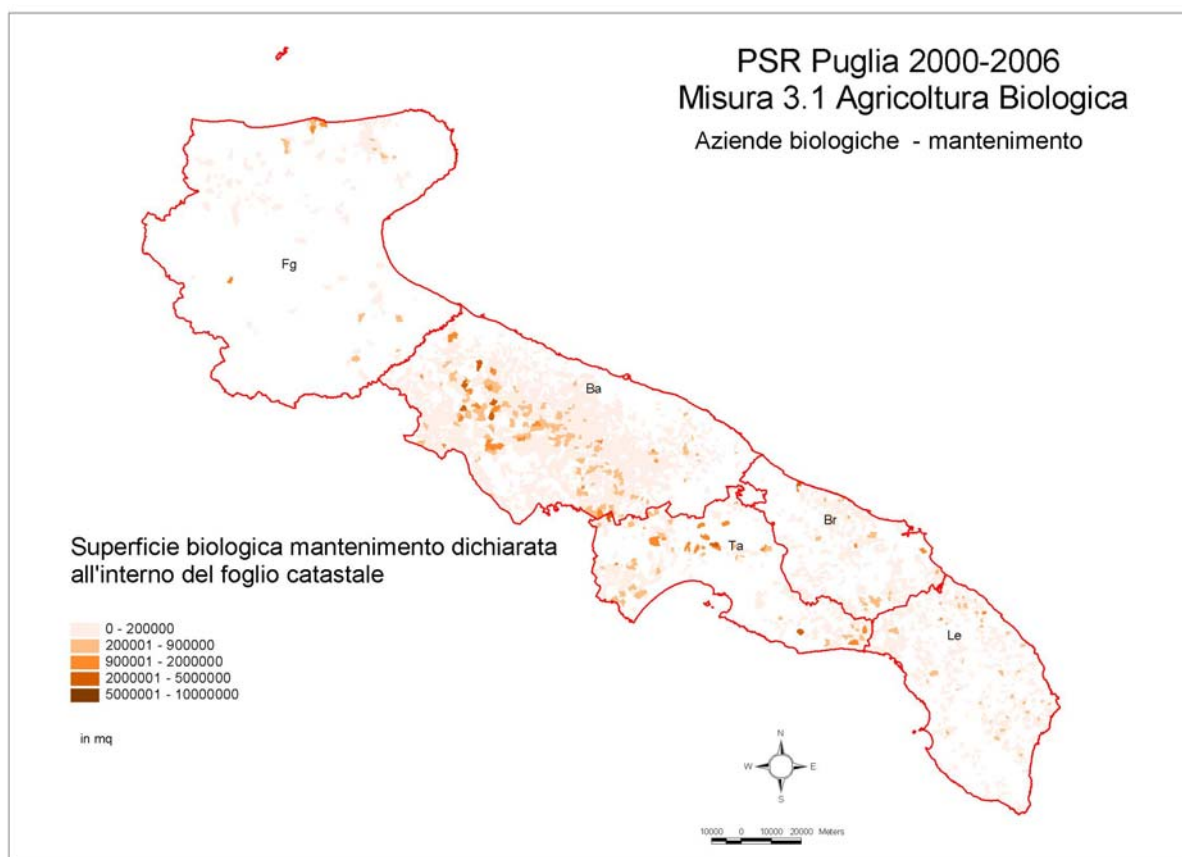 PSR Puglia 2000-2006
Misura 3.1 Agricoltura Biologica
Aziende biologiche - mantenimento
Fg
Ba
Br
Ta
Le
Superficie biologica mantenimento dichiarata
all'interno del foglio catastale
0 - 200000
200001 - 900000
900001 - 2000000
2000001 - 5000000
5000001 - 10000000
in mq
N
W E
S
10000 0 10000 20000 Meters